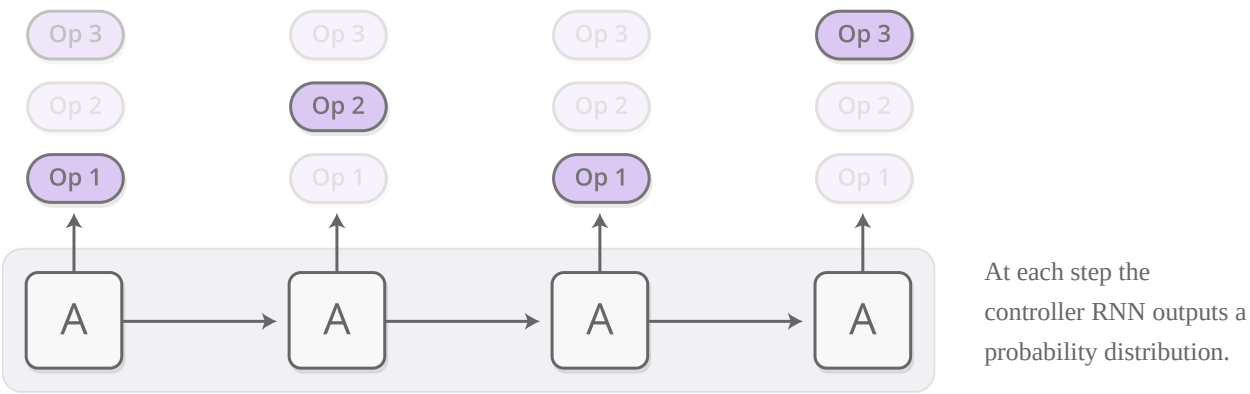 Op 3 Op 3 Op 3 Op 3
Op 2 Op 2 Op 2 Op 2
Op 1 Op 1 Op 1 Op 1
A A A A
At each step the
controller RNN outputs a
probability distribution.